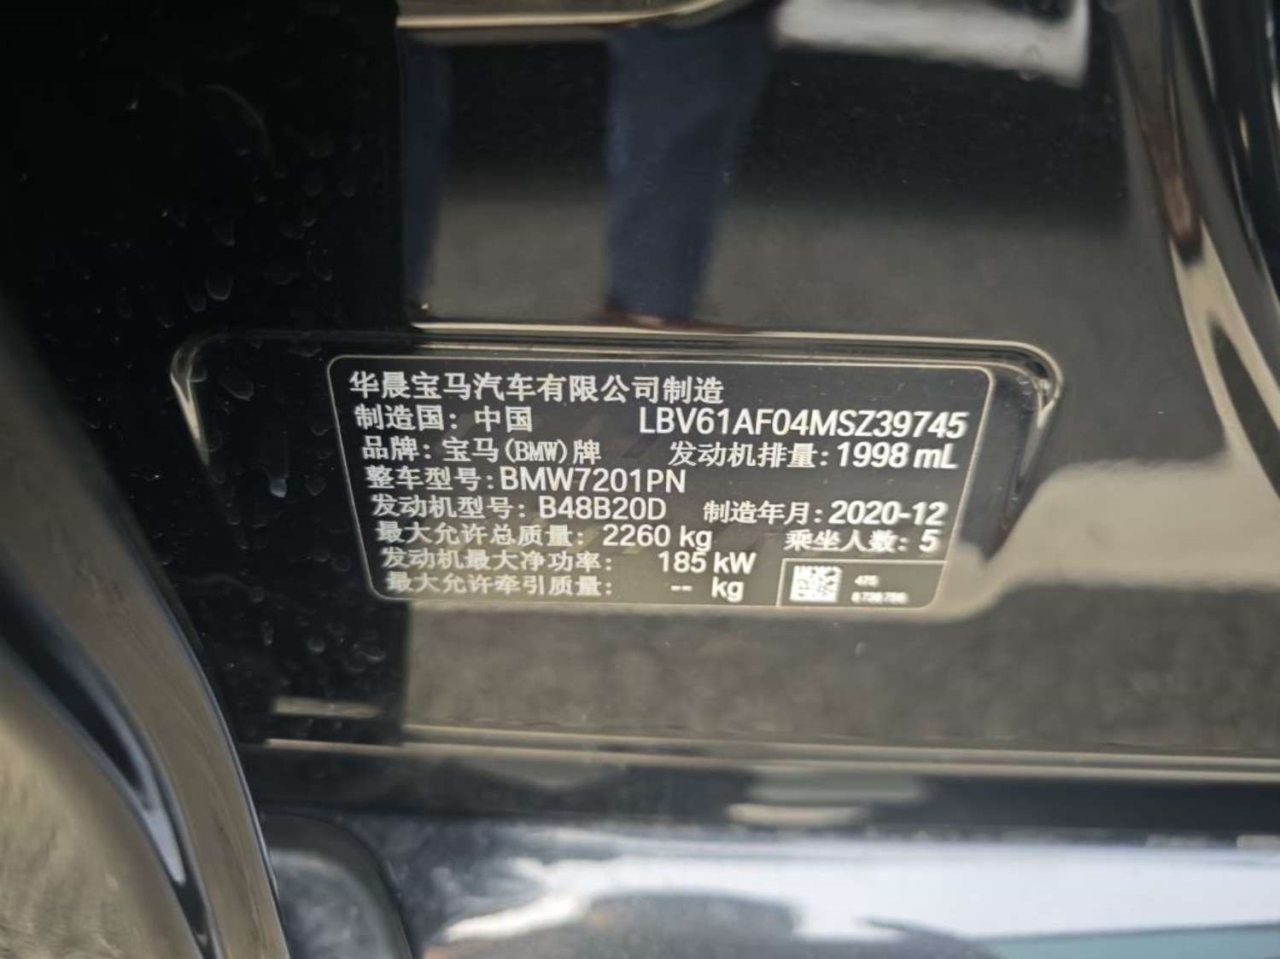 华晨宝马汽车有限公司制造
制造国：中国 LBV61AF04MSZ39745
品牌：宝马(BMW)牌 发动机排量：1998 mL
整车型号：BMW7201PN
发动机型号：B48B20D 制造年月：2020-12
最大允许总质量：2260 kg 乘坐人数：5
发动机最大净功率：185 kW
最大允许牵引质量：-- kg